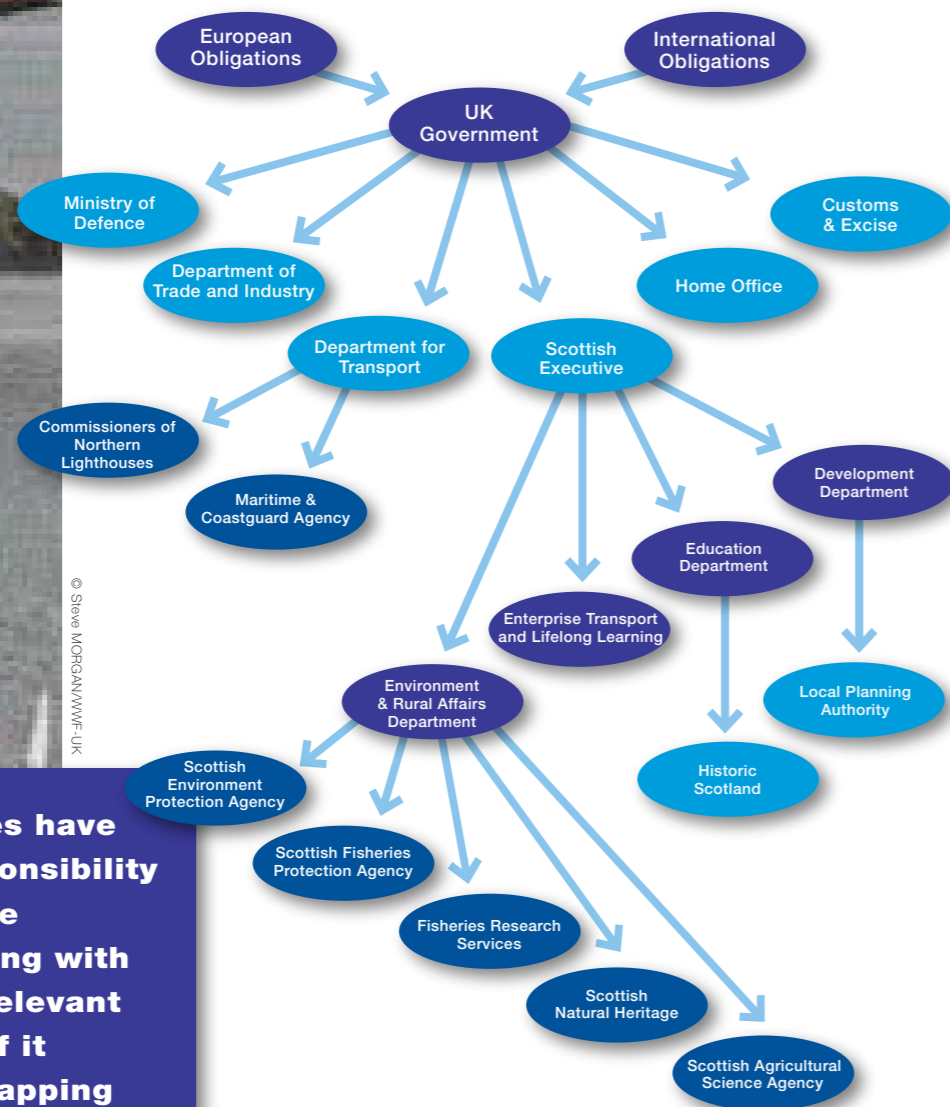 European
Obligations
International
Obligations
UK
Government
Ministry of
Defence
Customs
& Excise
Department of
Trade and Industry
Home Office
Department for
Transport
Scottish
Executive
Commissioners of
Northern
Lighthouses
Development
Department
Maritime &
Coastguard Agency
Education
Department
Enterprise Transport
and Lifelong Learning
Environment
& Rural Affairs
Department
Local Planning
Authority
Historic
Scotland
Scottish
Environment
Protection Agency
Scottish Fisheries
Protection Agency
Fisheries Research
Services
Scottish
Natural Heritage
Scottish Agricultural
Science Agency
© Steve MORGAN/WWF-UK
es have
onsibility
e
ng with
elevant
f it
apping